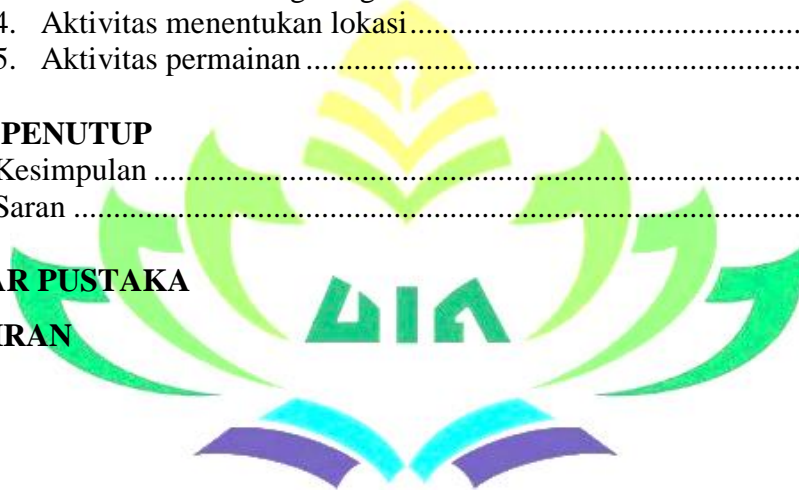 4. Aktivitas menentukan lokasi
5. Aktivitas permainan
PENUTUP
Kesimpulan
Saran
AR PUSTAKA
IRAN
UIN